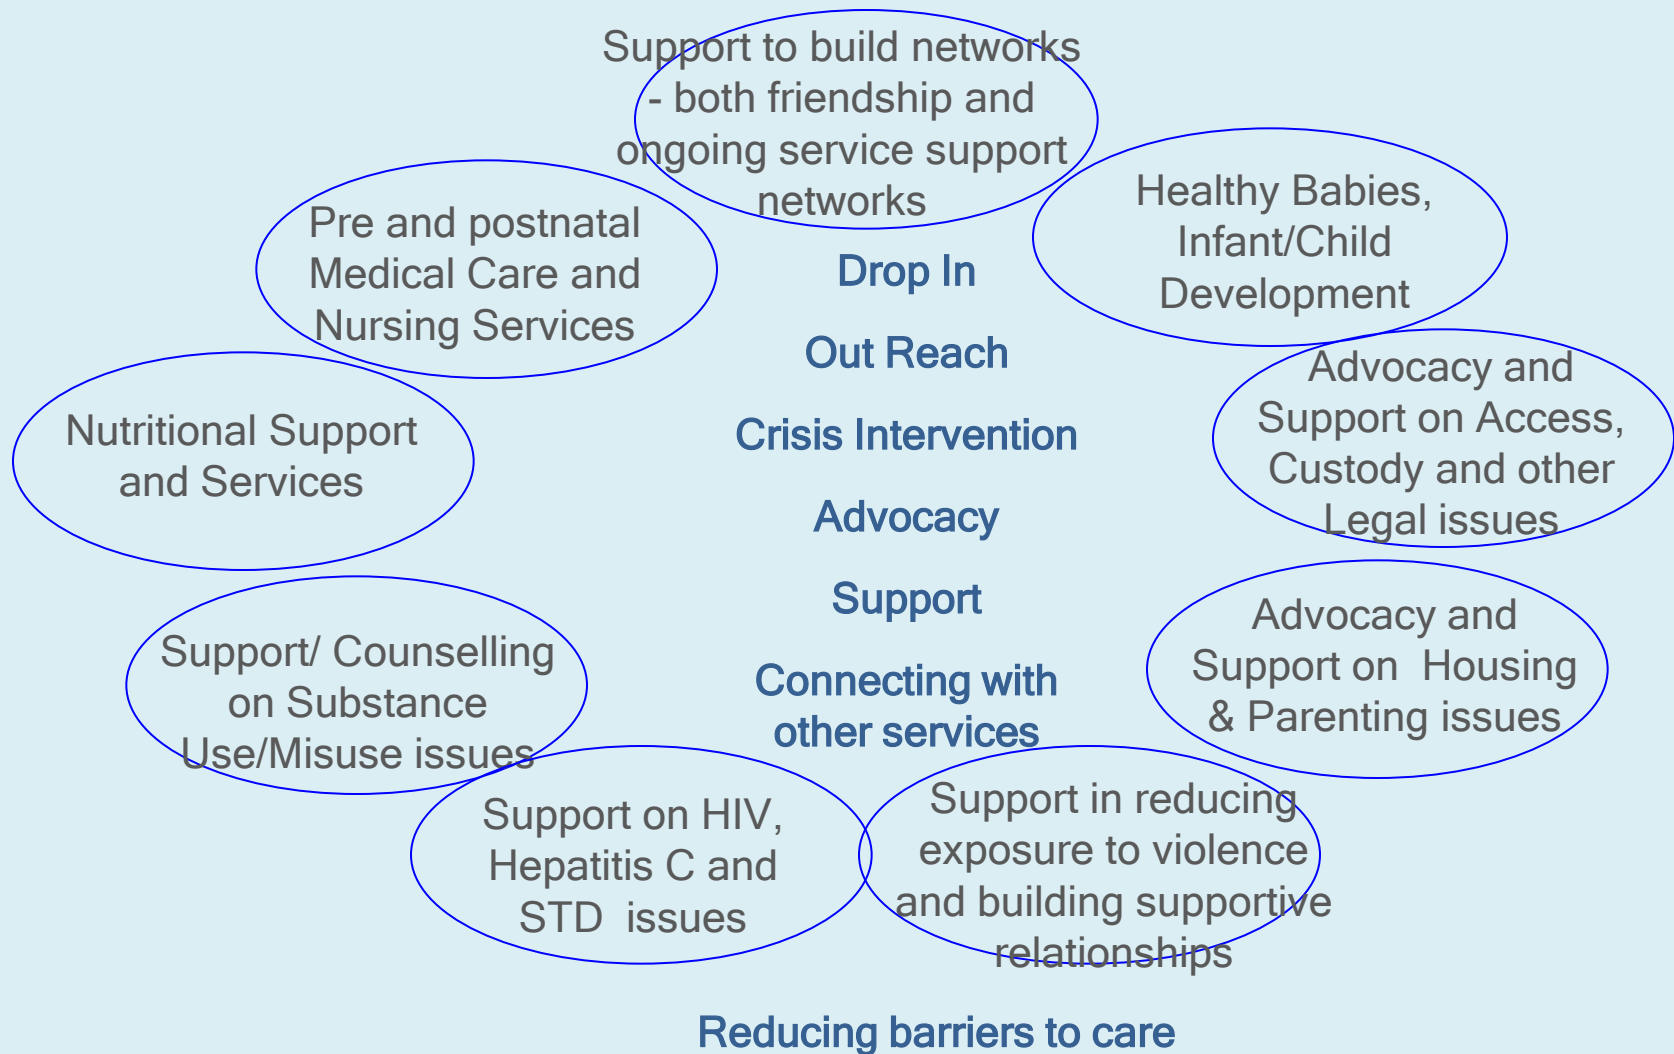 Support to build networks
- both friendship and
ongoing service support
networks
Healthy Babies,
Infant/Child
Development
Pre and postnatal
Medical Care and
Nursing Services
Drop In
Out Reach
Crisis Intervention
Advocacy
Support
Connecting with
other services
Advocacy and
Support on Access,
Custody and other
Legal issues
Nutritional Support
and Services
Advocacy and
Support on  Housing
& Parenting issues
Support/ Counselling
on Substance
Use/Misuse issues
Support on HIV,
Hepatitis C and
STD  issues
Support in reducing
exposure to violence
and building supportive
relationships
Reducing barriers to care